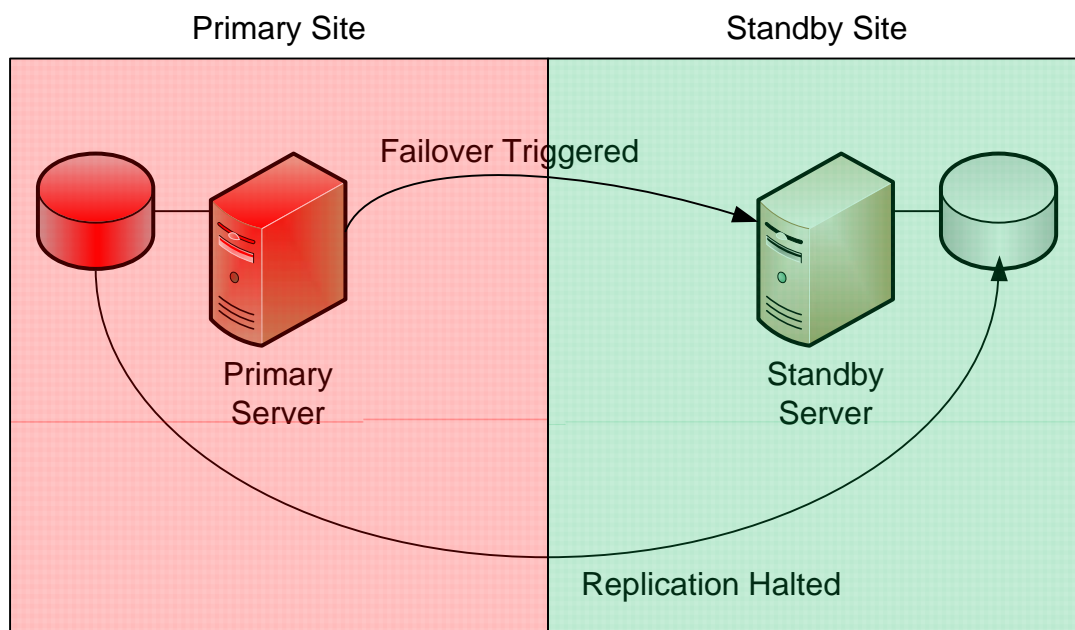 Primary Site
Standby Site
Failover Triggered
Primary
Server
Standby
Server
Replication Halted